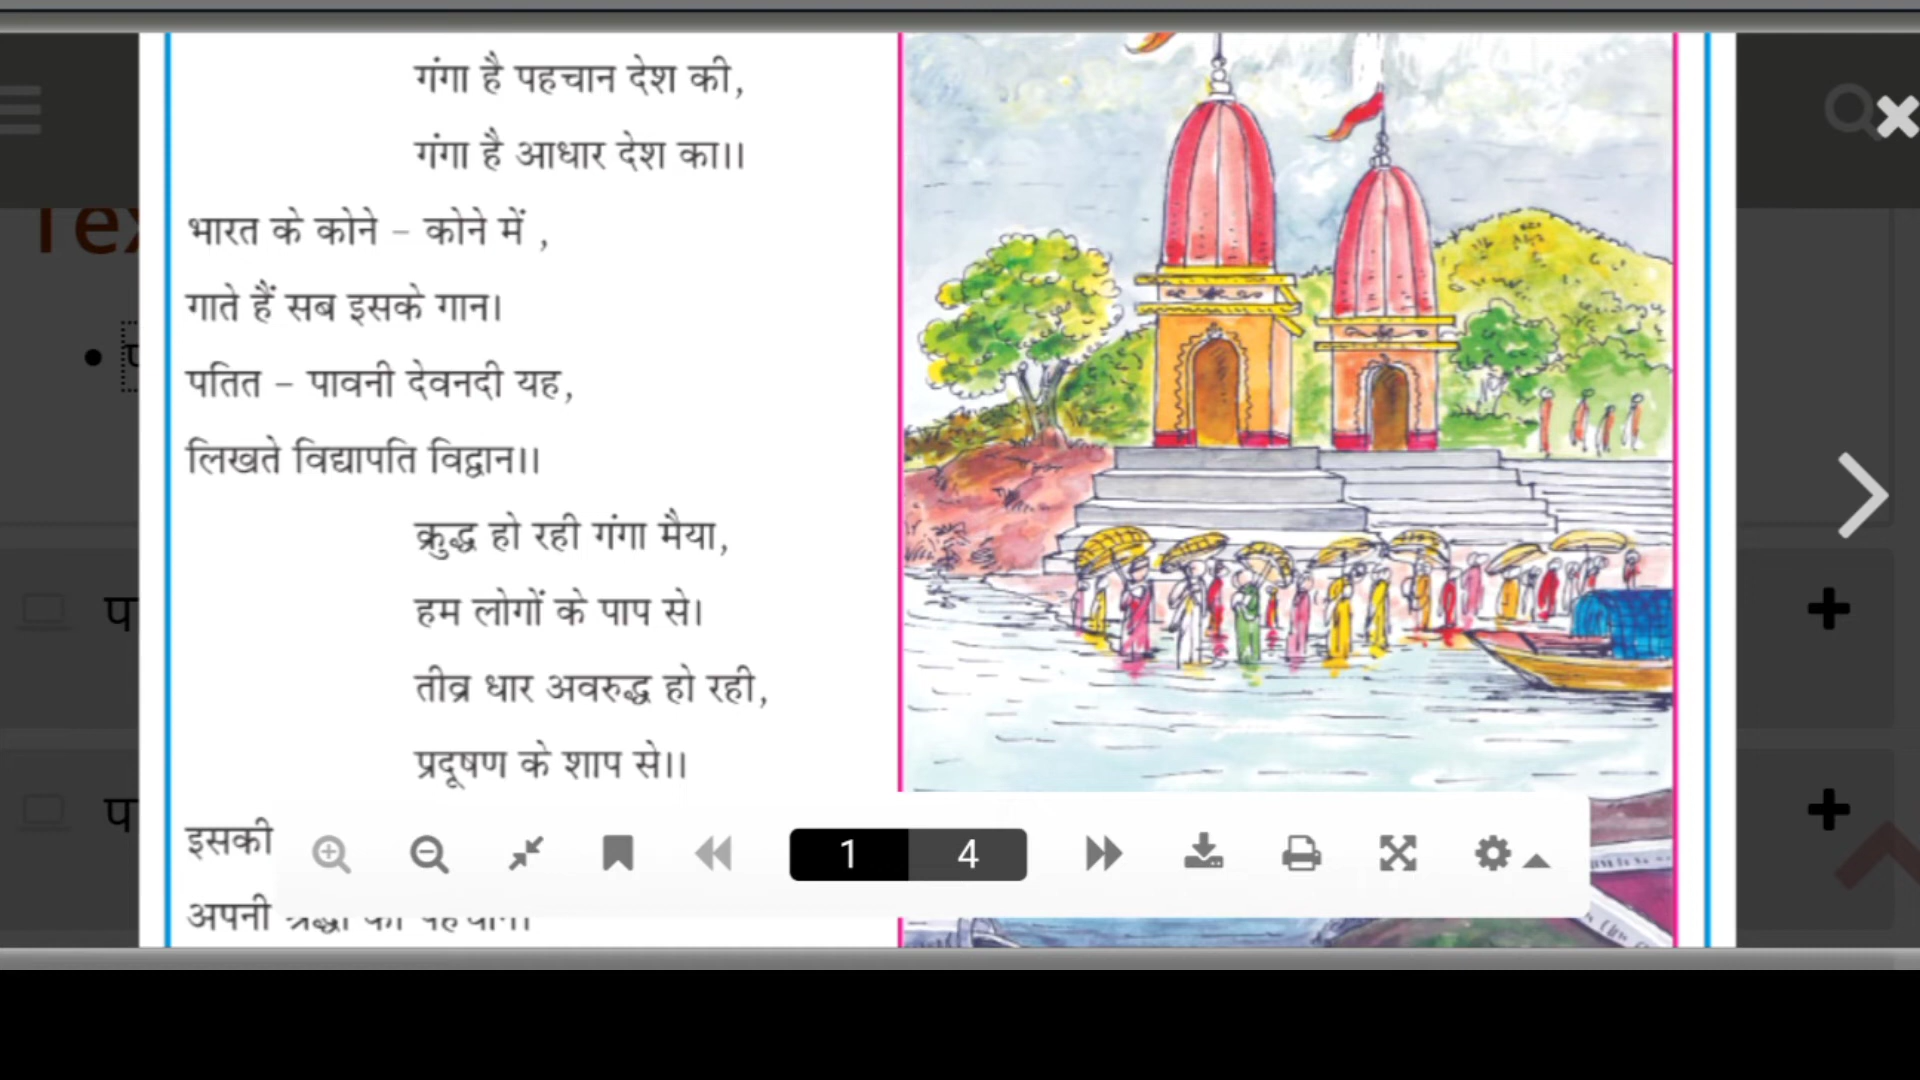 गंगा है पहचान देश की,
गंगा है आधार देश का।।
भारत के कोने – कोने में ,
गाते हैं सब इसके गान।
पतित – पावनी देवनदी यह,
लिखते विद्यापति विद्वान।।
क्रुद्ध हो रही गंगा मैया,
हम लोगों के पाप से।
तीव्र धार अवरुद्ध हो रही,
प्रदूषण के शाप से।।
इसकी
अपनी
1 4